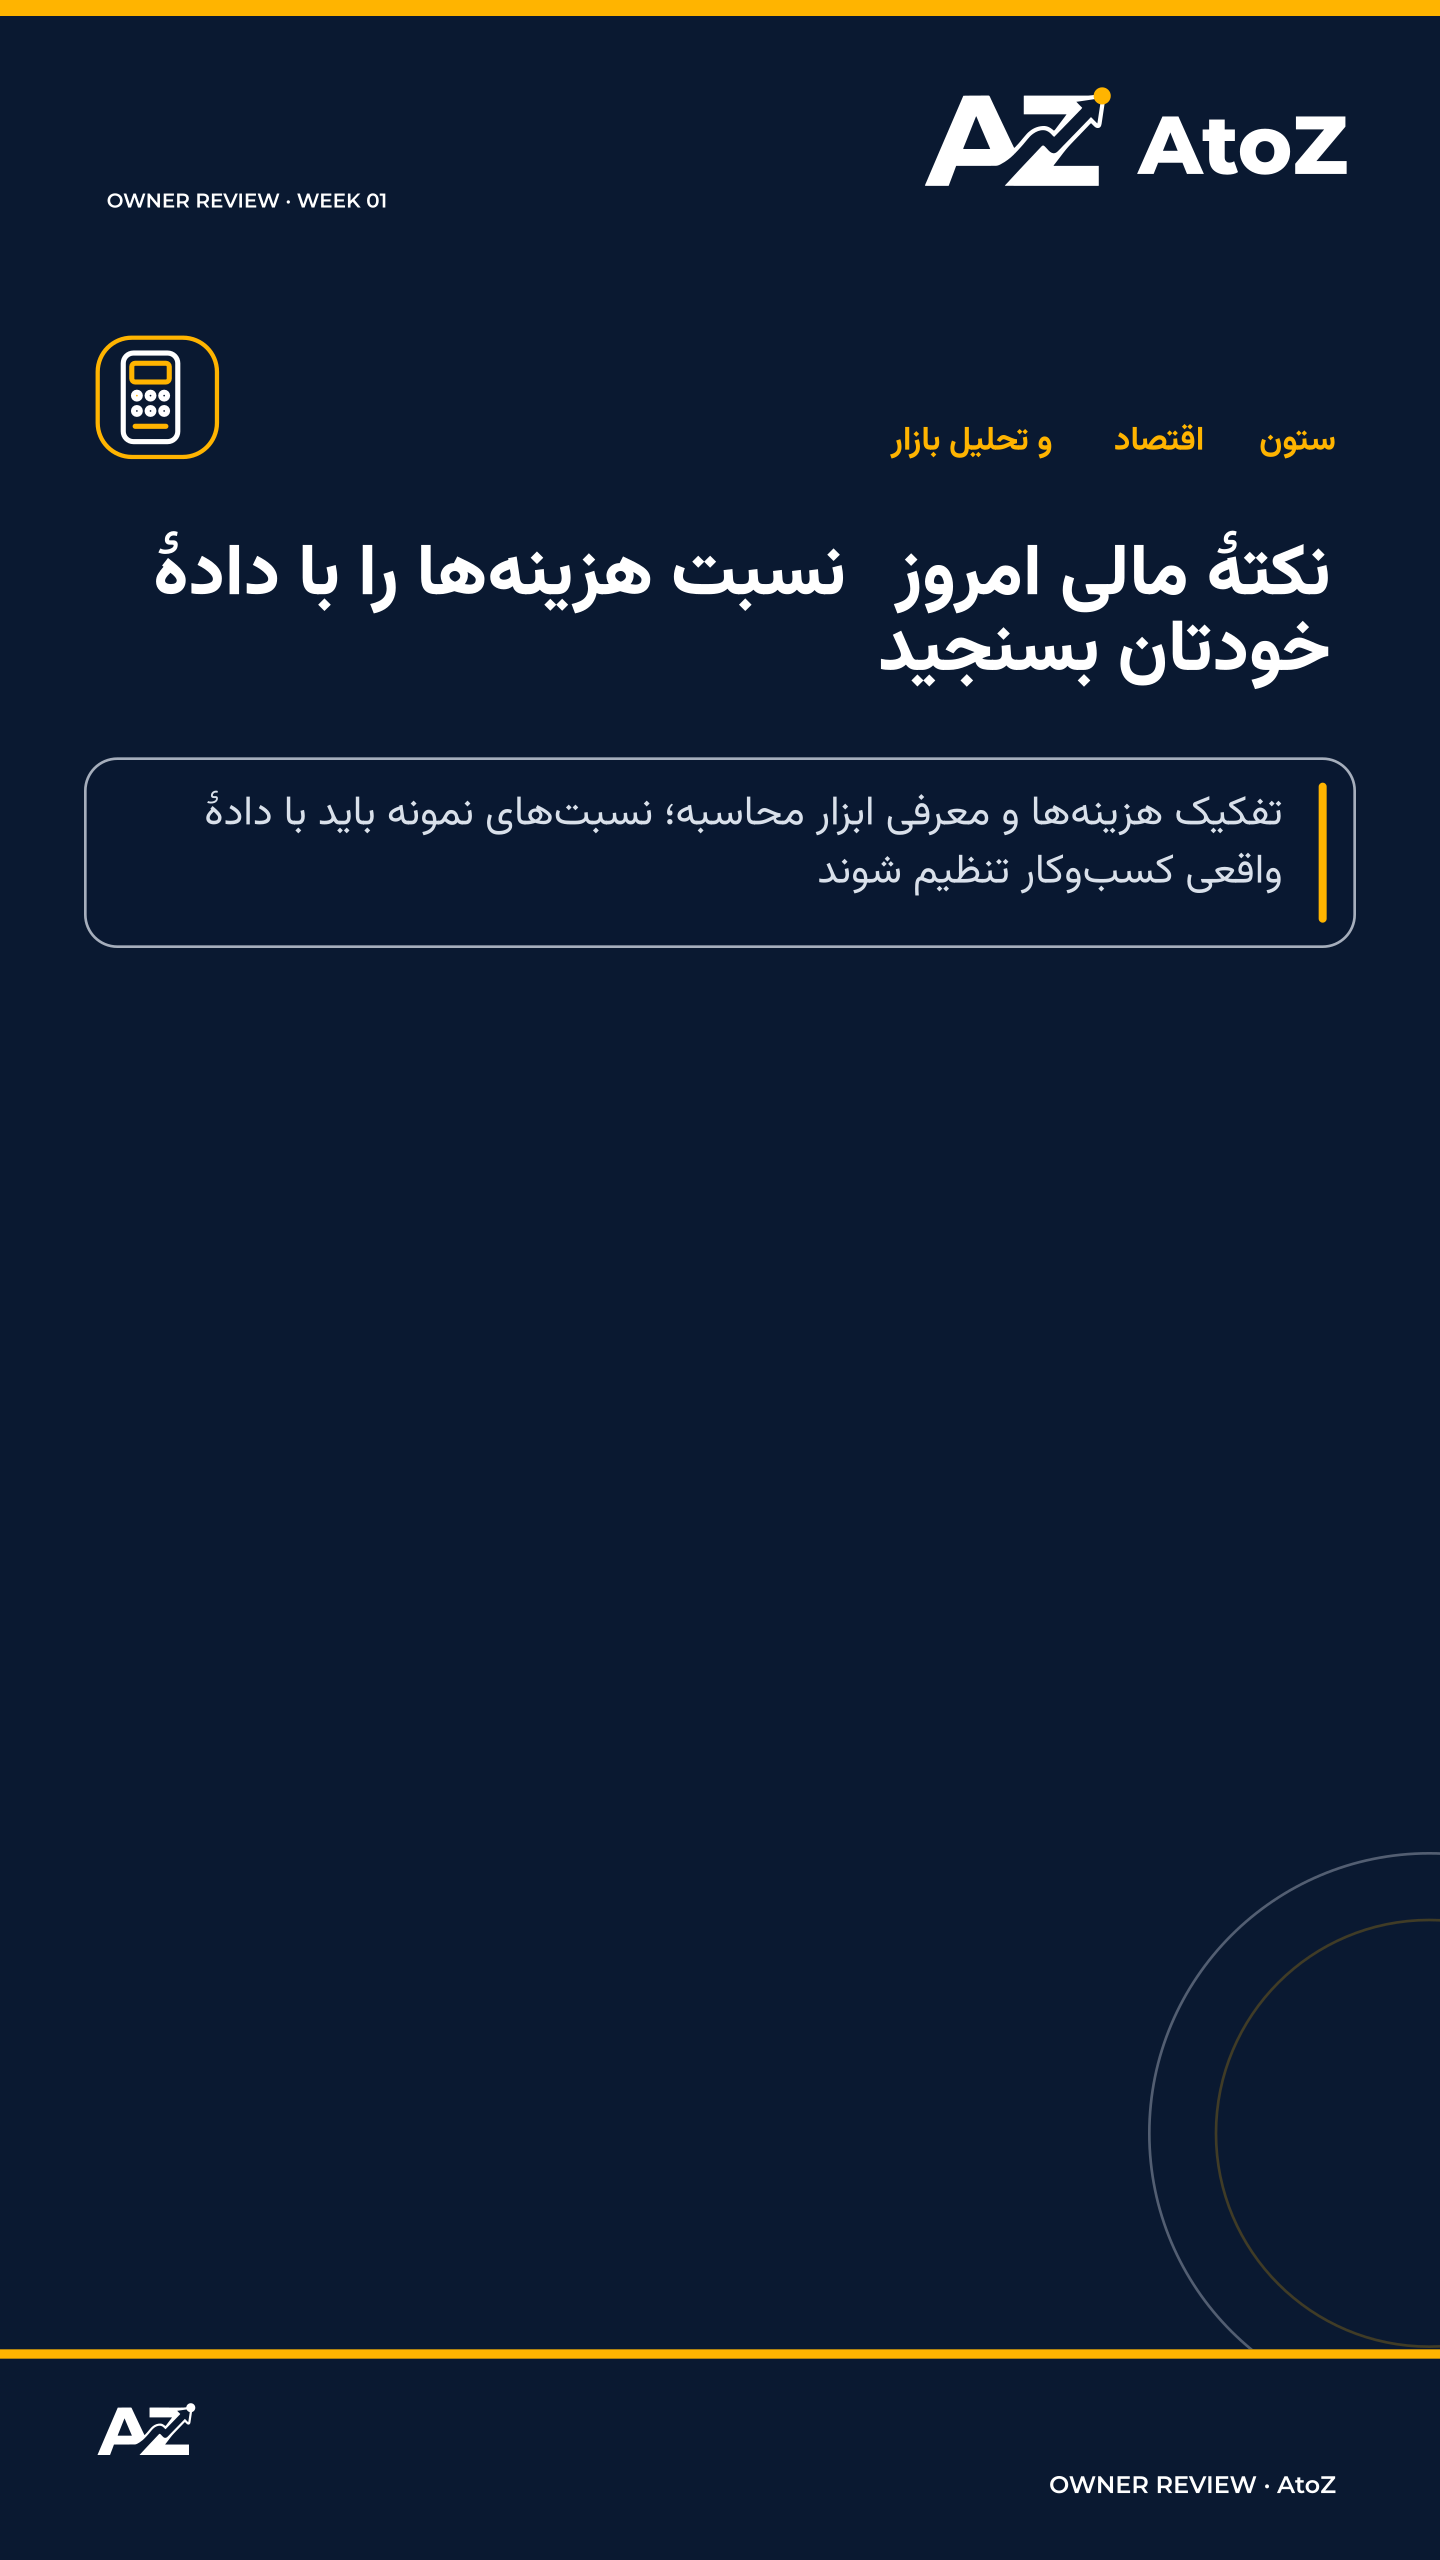 AZ AtoZ
OWNER REVIEW · WEEK 01
ستون اقتصاد و تحلیل بازار
نکتهٔ مالی امروز نسبت هزینه‌ها را با دادهٔ
خودتان بسنجید
تفکیک هزینه‌ها و معرفی ابزار محاسبه؛ نسبت‌های نمونه باید با دادهٔ
واقعی کسب‌وکار تنظیم شوند
AZ
OWNER REVIEW · AtoZ